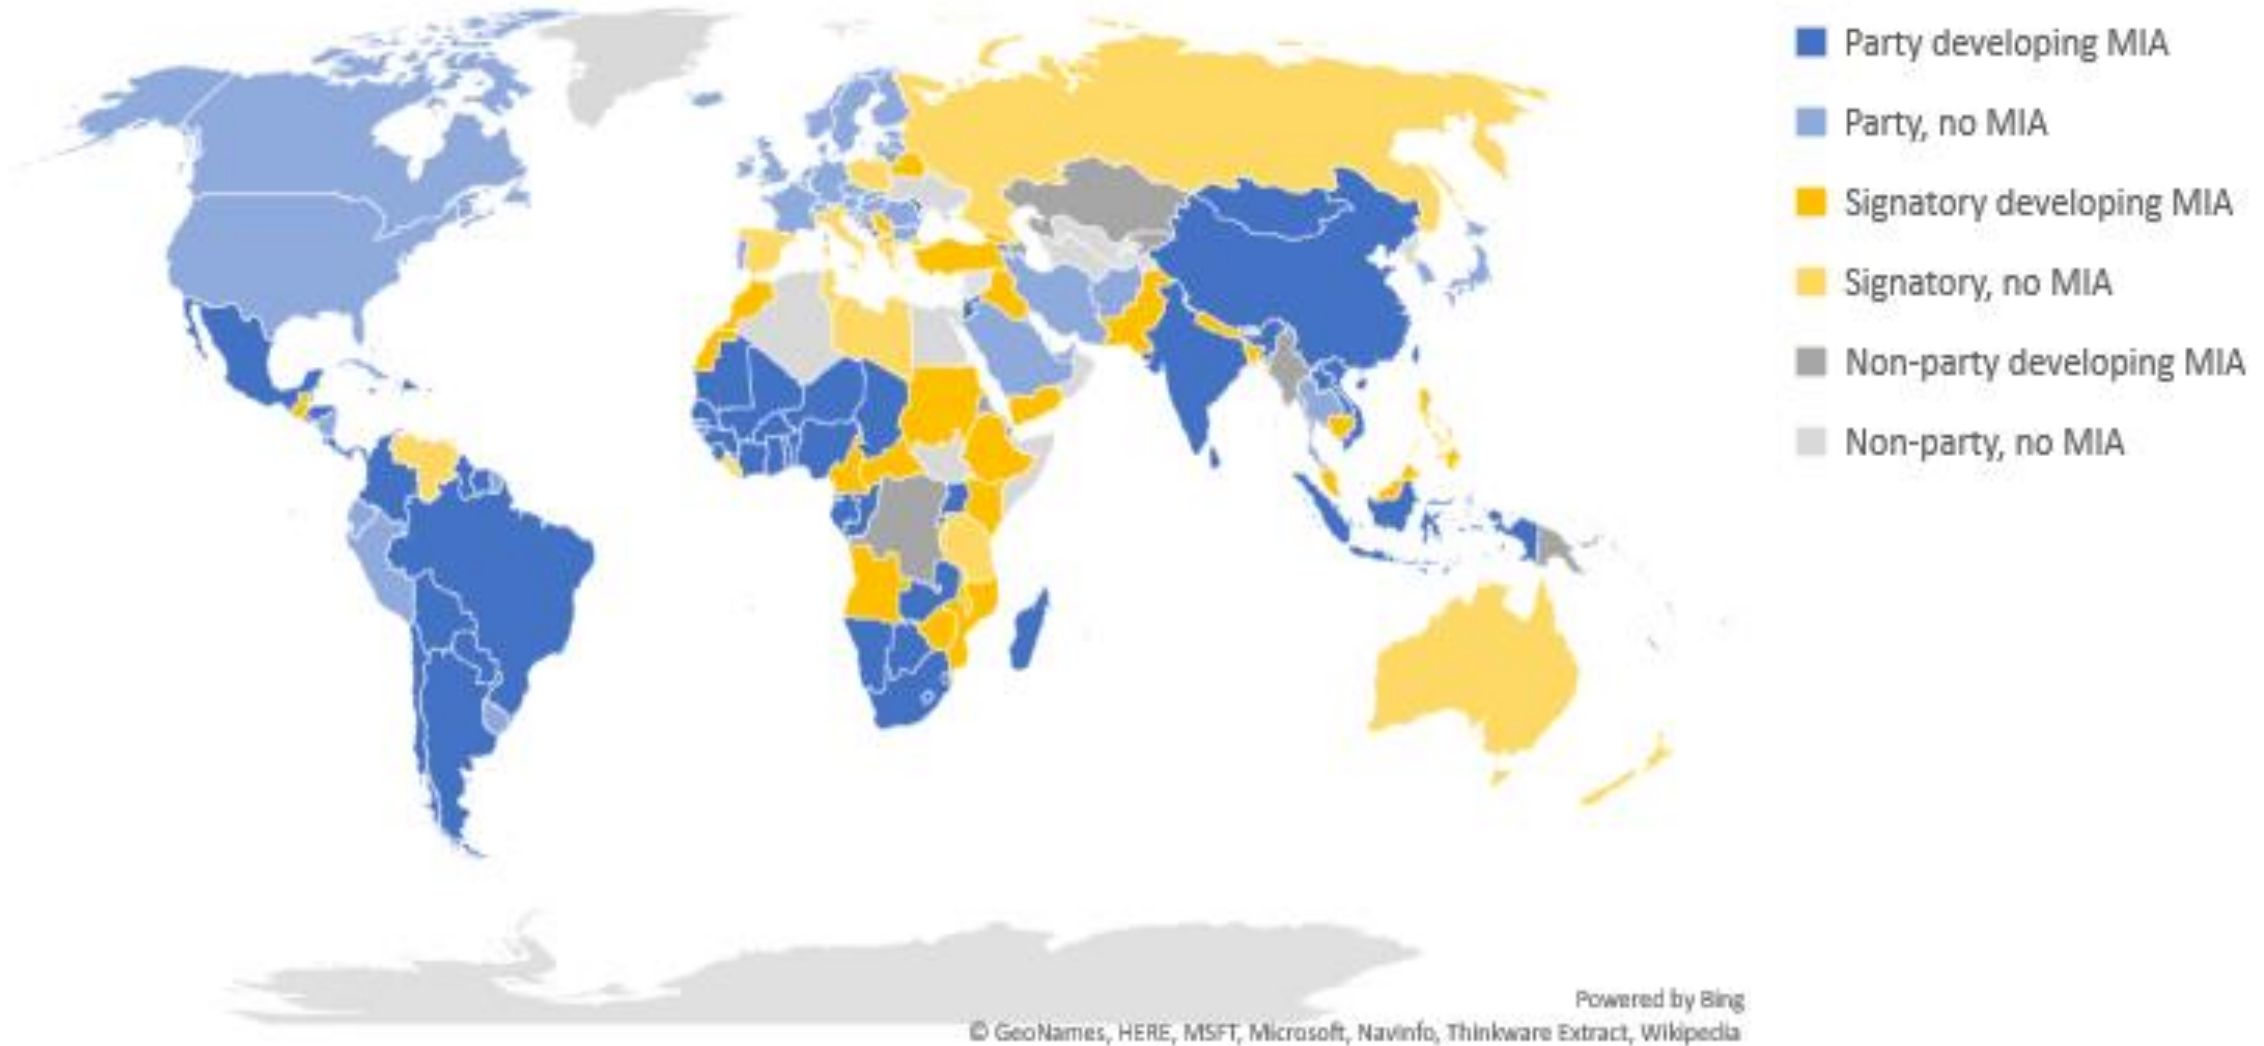 Party developing MIA
Party, no MIA
Signatory developing MIA
Signatory, no MIA
Non-party developing MIA
Non-party, no MIA
Powered by Bing
© GeoNames, HERE, MSFT, Microsoft, NavInfo, Thinkware Extract, Wikipedia